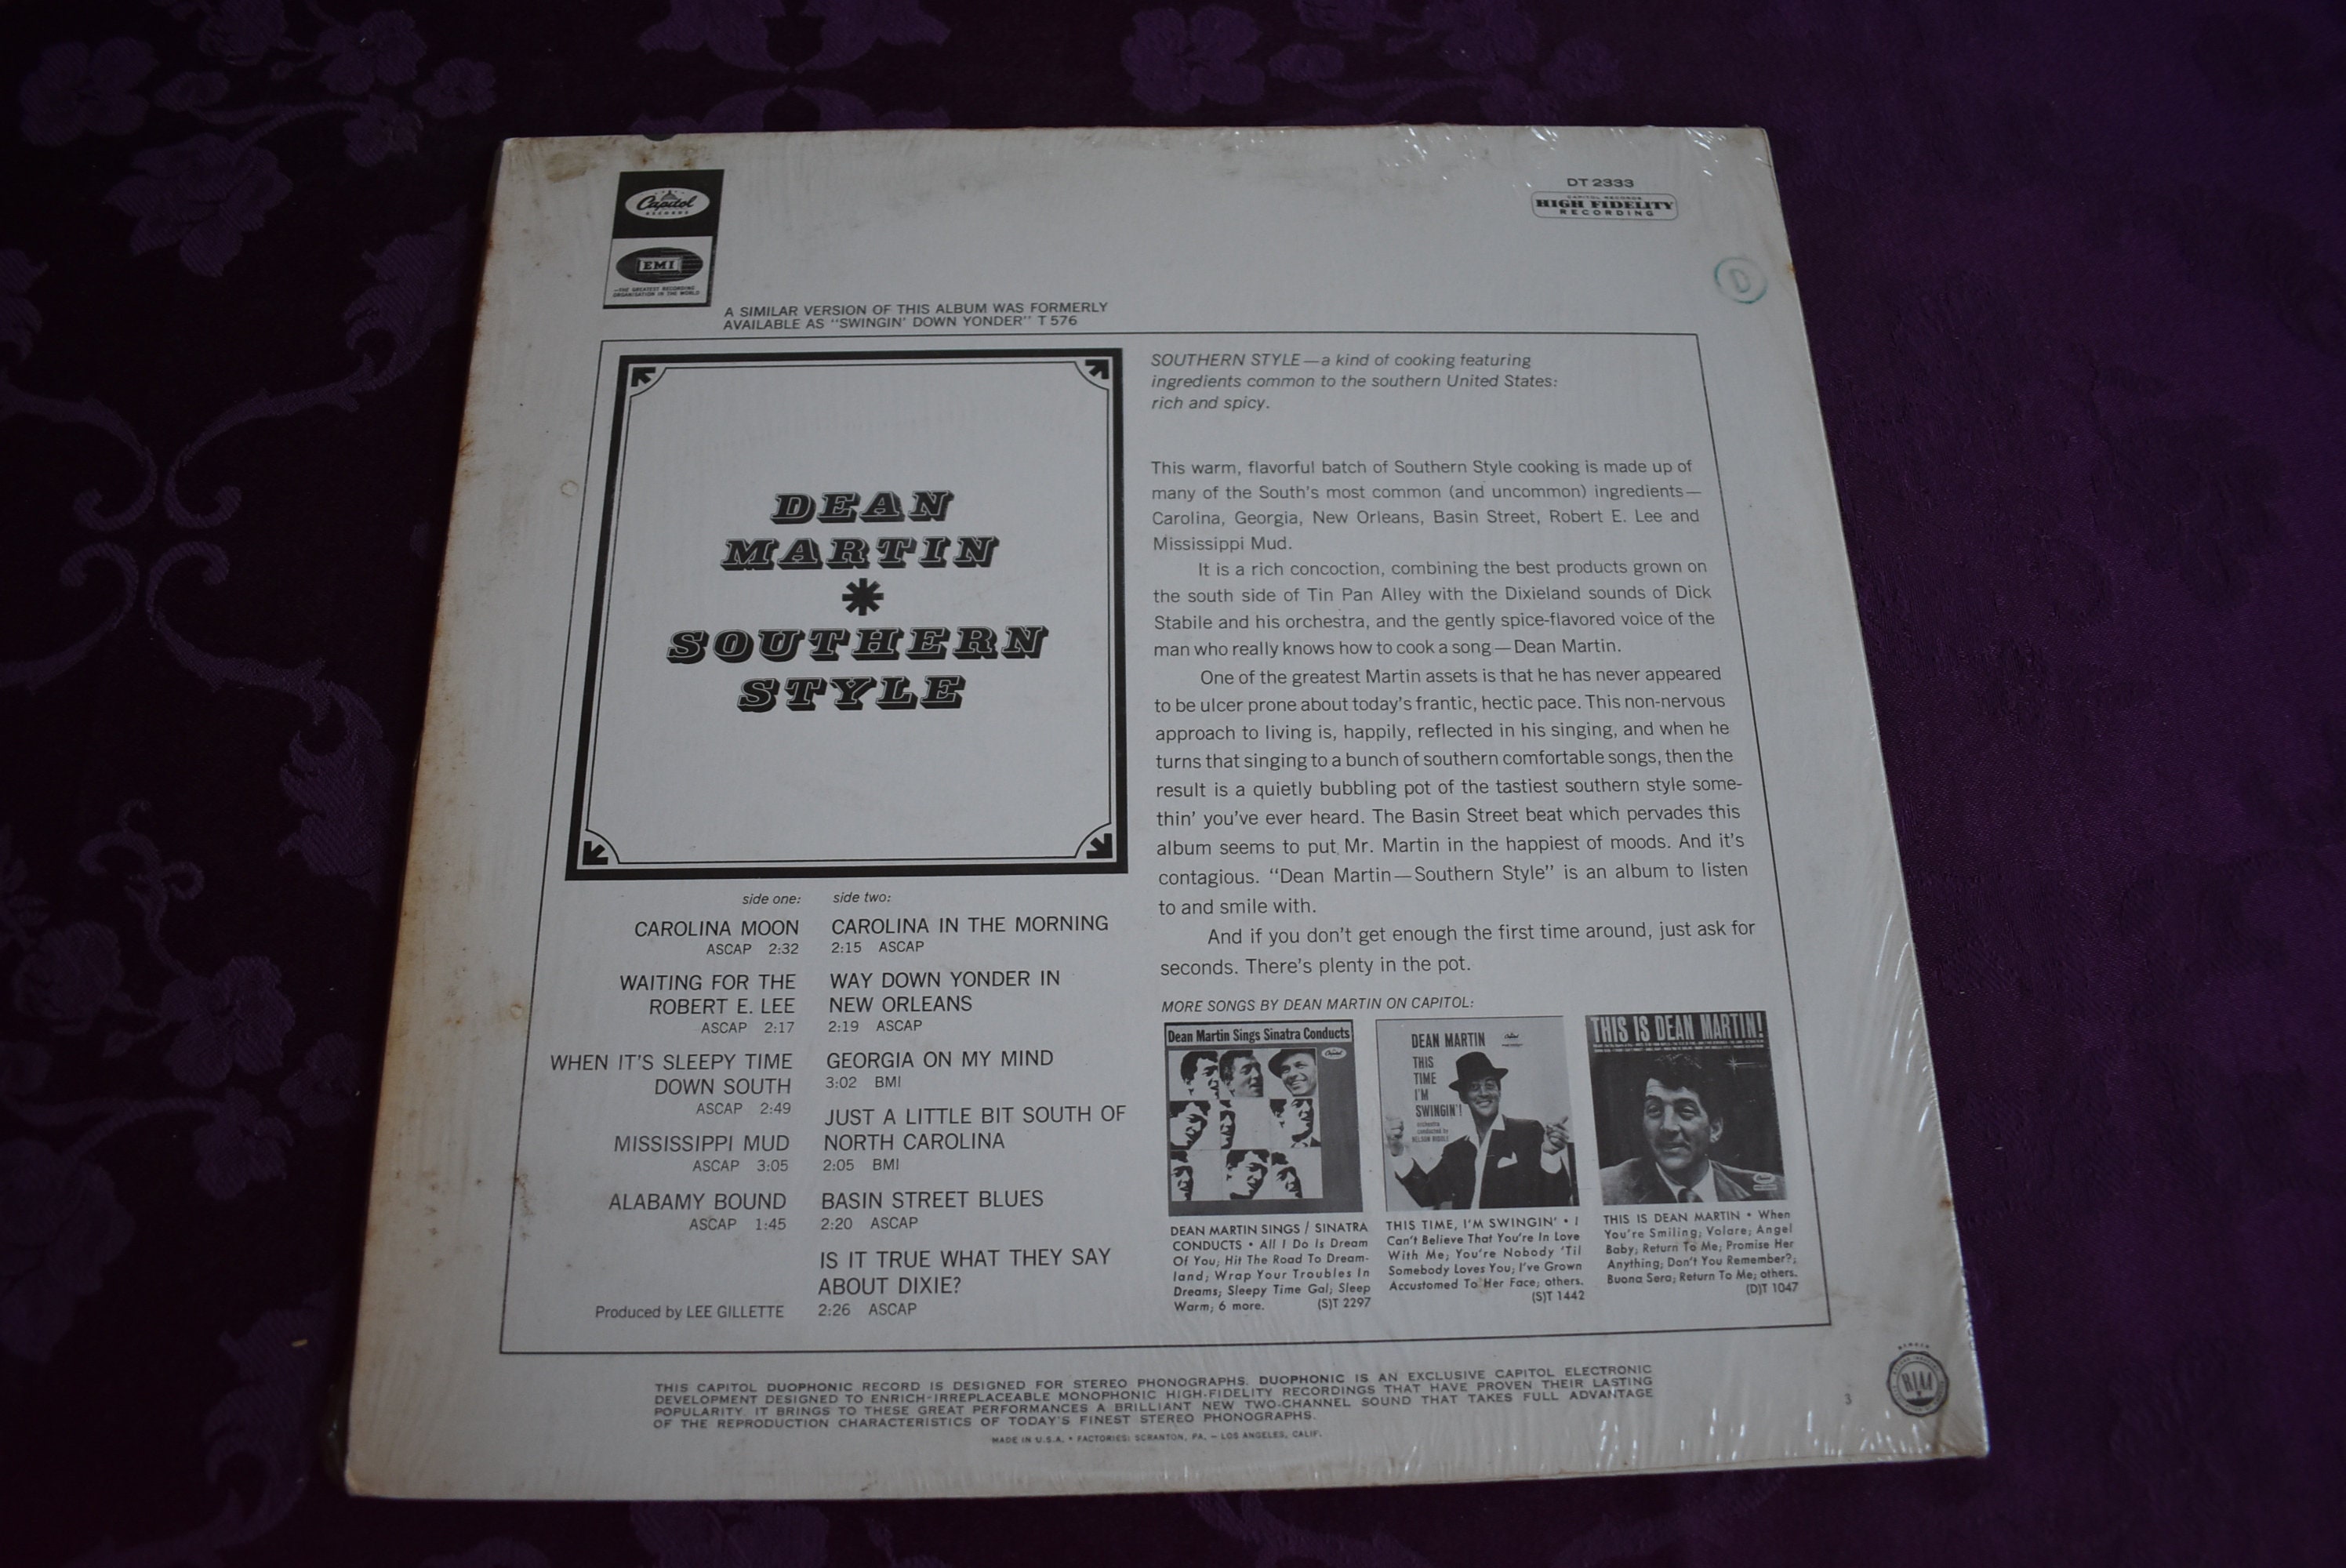 Capitol
RECORDS
EMI
—THE GREATEST RECORDING
ORGANISATION IN THE WORLD
DT 2333
CAPITOL RECORDS
HIGH FIDELITY
RECORDING
D
A SIMILAR VERSION OF THIS ALBUM WAS FORMERLY
AVAILABLE AS "SWINGIN' DOWN YONDER" T 576
DEAN
MARTIN
*
SOUTHERN
STYLE
side one:
CAROLINA MOON
ASCAP 2:32
WAITING FOR THE
ROBERT E. LEE
ASCAP 2:17
WHEN IT'S SLEEPY TIME
DOWN SOUTH
ASCAP 2:49
MISSISSIPPI MUD
ASCAP 3:05
ALABAMY BOUND
ASCAP 1:45
Produced by LEE GILLETTE
side two:
CAROLINA IN THE MORNING
2:15 ASCAP
WAY DOWN YONDER IN
NEW ORLEANS
2:19 ASCAP
GEORGIA ON MY MIND
3:02 BMI
JUST A LITTLE BIT SOUTH OF
NORTH CAROLINA
2:05 BMI
BASIN STREET BLUES
2:20 ASCAP
IS IT TRUE WHAT THEY SAY
ABOUT DIXIE?
2:26 ASCAP
SOUTHERN STYLE—a kind of cooking featuring
ingredients common to the southern United States:
rich and spicy.
This warm, flavorful batch of Southern Style cooking is made up of
many of the South's most common (and uncommon) ingredients—
Carolina, Georgia, New Orleans, Basin Street, Robert E. Lee and
Mississippi Mud.
It is a rich concoction, combining the best products grown on
the south side of Tin Pan Alley with the Dixieland sounds of Dick
Stabile and his orchestra, and the gently spice-flavored voice of the
man who really knows how to cook a song—Dean Martin.
One of the greatest Martin assets is that he has never appeared
to be ulcer prone about today's frantic, hectic pace. This non-nervous
approach to living is, happily, reflected in his singing, and when he
turns that singing to a bunch of southern comfortable songs, then the
result is a quietly bubbling pot of the tastiest southern style some-
thin' you've ever heard. The Basin Street beat which pervades this
album seems to put Mr. Martin in the happiest of moods. And it's
contagious. "Dean Martin—Southern Style" is an album to listen
to and smile with.
And if you don't get enough the first time around, just ask for
seconds. There's plenty in the pot.
MORE SONGS BY DEAN MARTIN ON CAPITOL:
Dean Martin Sings Sinatra Conducts
Capitol
DEAN MARTIN SINGS / SINATRA
CONDUCTS • All I Do Is Dream
Of You; Hit The Road To Dream-
land; Wrap Your Troubles In
Dreams; Sleepy Time Gal; Sleep
Warm; 6 more. (S)T 2297
DEAN MARTIN
THIS
TIME
I'M
SWINGIN'!
orchestra
conducted by
NELSON RIDDLE
THIS TIME, I'M SWINGIN' • I
Can't Believe That You're In Love
With Me; You're Nobody 'Til
Somebody Loves You; I've Grown
Accustomed To Her Face; others.
(S)T 1442
THIS IS DEAN MARTIN!
Capitol
THIS IS DEAN MARTIN • When
You're Smiling; Volare; Angel
Baby; Return To Me; Promise Her
Anything; Don't You Remember?;
Buona Sera; Return To Me; others.
(D)T 1047
THIS CAPITOL DUOPHONIC RECORD IS DESIGNED FOR STEREO PHONOGRAPHS. DUOPHONIC IS AN EXCLUSIVE CAPITOL ELECTRONIC
DEVELOPMENT DESIGNED TO ENRICH IRREPLACEABLE MONOPHONIC HIGH-FIDELITY RECORDINGS THAT HAVE PROVEN THEIR LASTING
POPULARITY. IT BRINGS TO THESE GREAT PERFORMANCES A BRILLIANT NEW TWO-CHANNEL SOUND THAT TAKES FULL ADVANTAGE
OF THE REPRODUCTION CHARACTERISTICS OF TODAY'S FINEST STEREO PHONOGRAPHS.
MADE IN U.S.A. • FACTORIES: SCRANTON, PA. – LOS ANGELES, CALIF.
3
MEMBER
RIAA